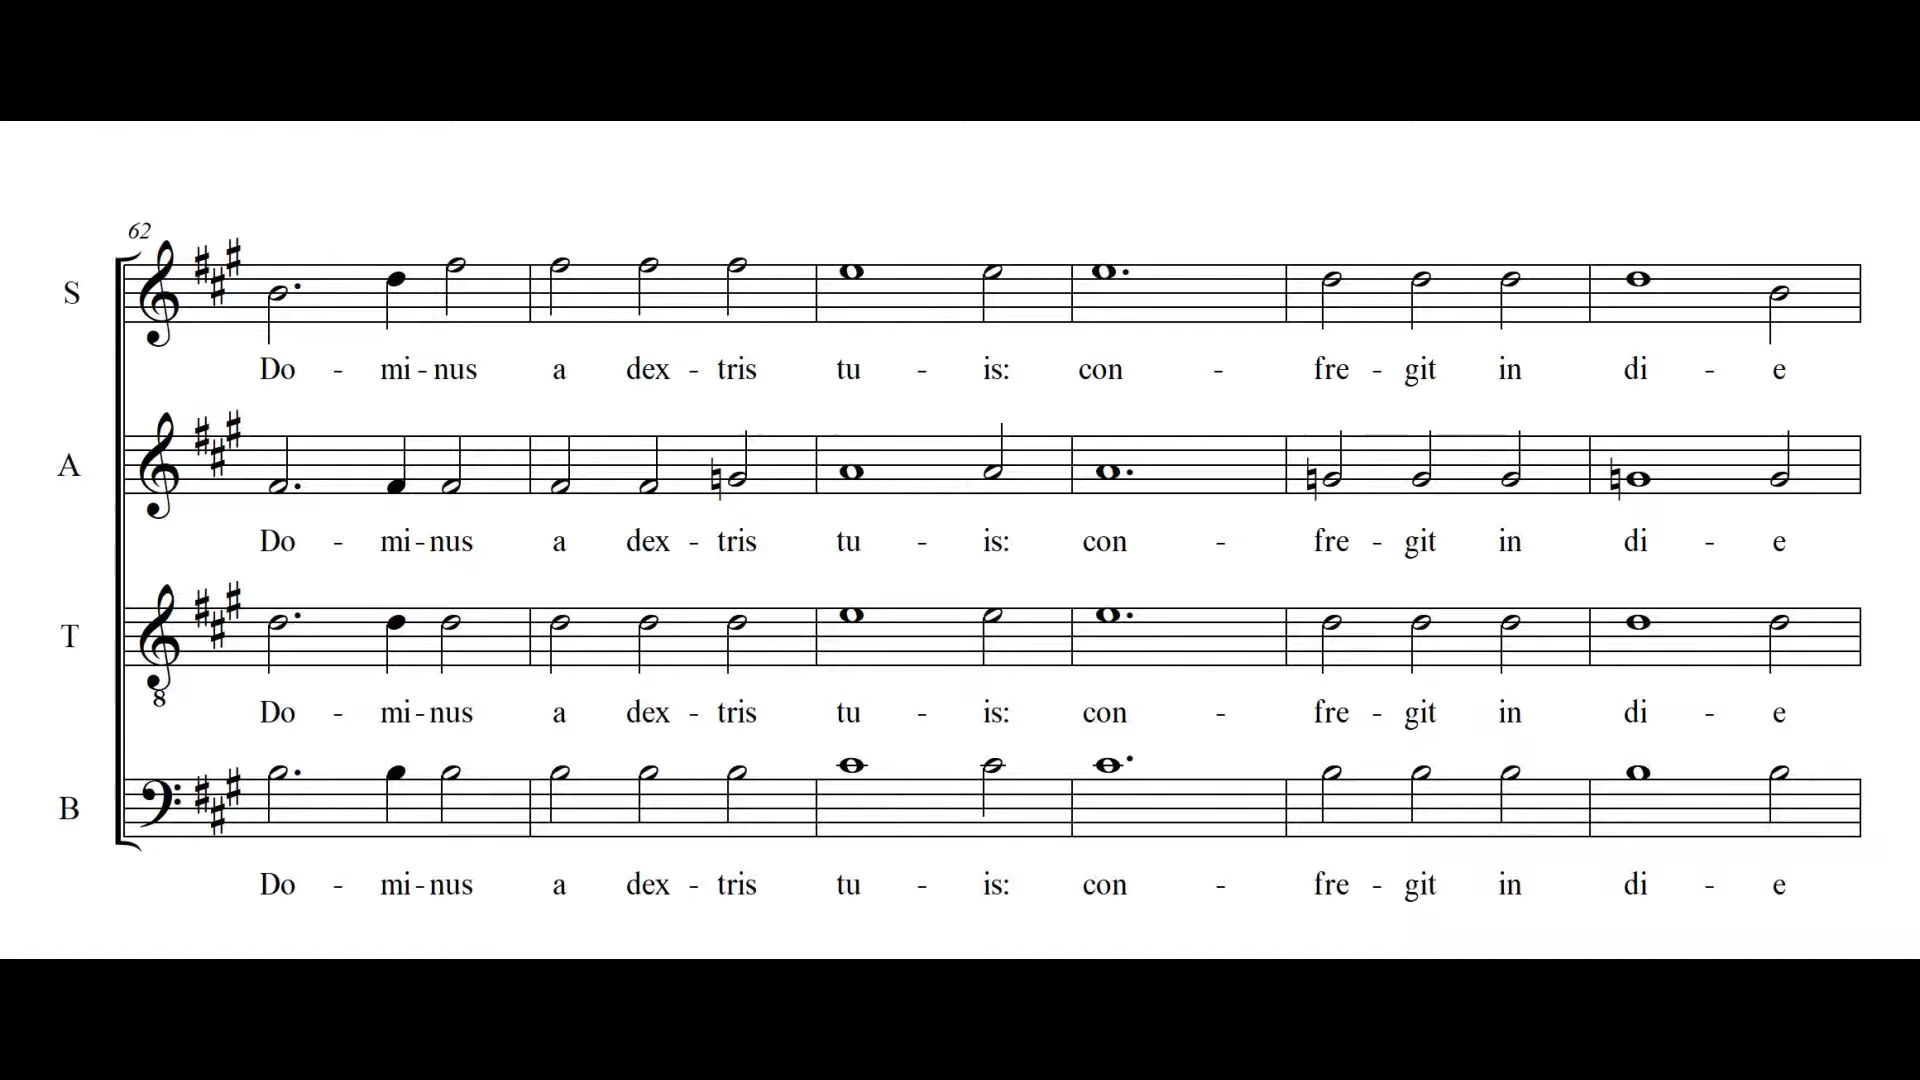 62
S
Do - mi - nus a dex - tris tu - is: con - fre - git in di - e
A
Do - mi - nus a dex - tris tu - is: con - fre - git in di - e
T
8
Do - mi - nus a dex - tris tu - is: con - fre - git in di - e
B
Do - mi - nus a dex - tris tu - is: con - fre - git in di - e